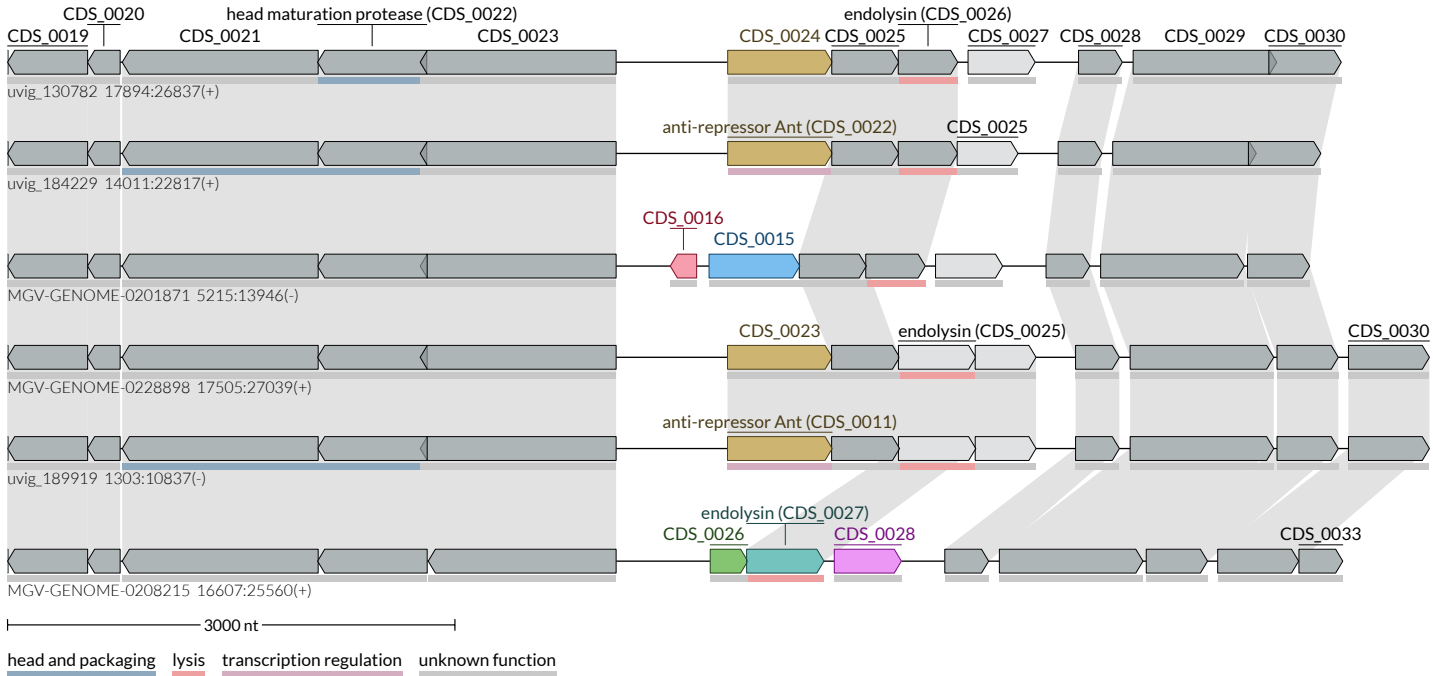 CDS_0020 head maturation protease (CDS_0022) endolysin (CDS_0026)
CDS_0019 CDS_0021 CDS_0023 CDS_0024 CDS_0025 CDS_0027 CDS_0028 CDS_0029 CDS_0030
uvig_130782 17894:26837(+)
anti-repressor Ant (CDS_0022) CDS_0025
uvig_184229 14011:22817(+)
CDS_0016
CDS_0015
MGV-GENOME-0201871 5215:13946(-)
CDS_0023 endolysin (CDS_0025) CDS_0030
MGV-GENOME-0228898 17505:27039(+)
anti-repressor Ant (CDS_0011)
uvig_189919 1303:10837(-)
endolysin (CDS_0027)
CDS_0026 CDS_0028 CDS_0033
MGV-GENOME-0208215 16607:25560(+)
3000 nt
head and packaging lysis transcription regulation unknown function